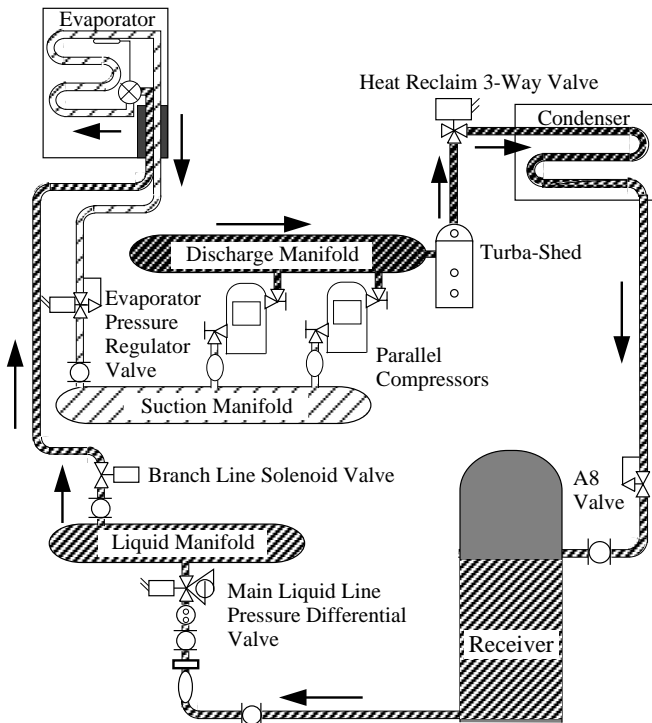 Evaporator
Heat Reclaim 3-Way Valve
Condenser
Discharge Manifold
Turba-Shed
Evaporator
Pressure
Regulator
Valve
Parallel
Compressors
Suction Manifold
Branch Line Solenoid Valve
A8
Valve
Liquid Manifold
Main Liquid Line
Pressure Differential
Valve
Receiver